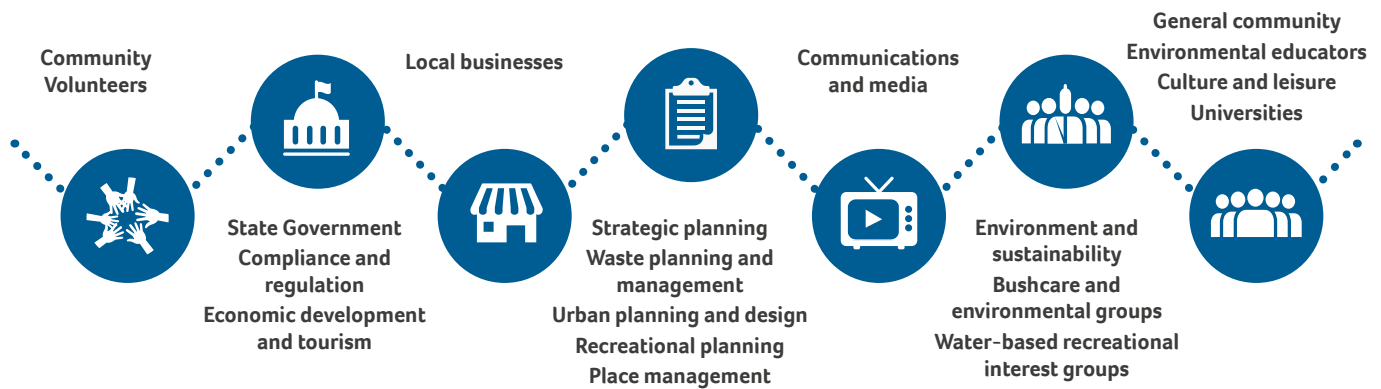 Community
Volunteers
State Government
Compliance and
regulation
Economic development
and tourism
Local businesses
Strategic planning
Waste planning and
management
Urban planning and design
Recreational planning
Place management
Communications
and media
Environment and
sustainability
Bushcare and
environmental groups
Water-based recreational
interest groups
General community
Environmental educators
Culture and leisure
Universities